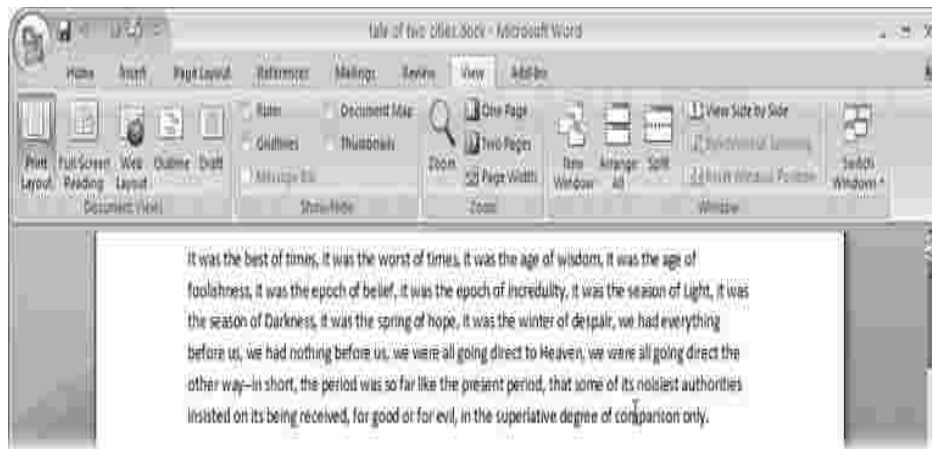 tale of two cities.docx - Microsoft Word
Home Insert Page Layout References Mailings Review View Add-Ins
Ruler Document Map One Page View Side by Side
Gridlines Thumbnails Two Pages Synchronous Scrolling
Print Full Screen Web Outline Draft Message Bar Zoom Page Width New Arrange Split Reset Window Position Switch
Layout Reading Layout Window All Windows
Document Views Show/Hide Zoom Window
It was the best of times, it was the worst of times, it was the age of wisdom, it was the age of
foolishness, it was the epoch of belief, it was the epoch of incredulity, it was the season of Light, it was
the season of Darkness, it was the spring of hope, it was the winter of despair, we had everything
before us, we had nothing before us, we were all going direct to Heaven, we were all going direct the
other way--in short, the period was so far like the present period, that some of its noisiest authorities
insisted on its being received, for good or for evil, in the superlative degree of comparison only.